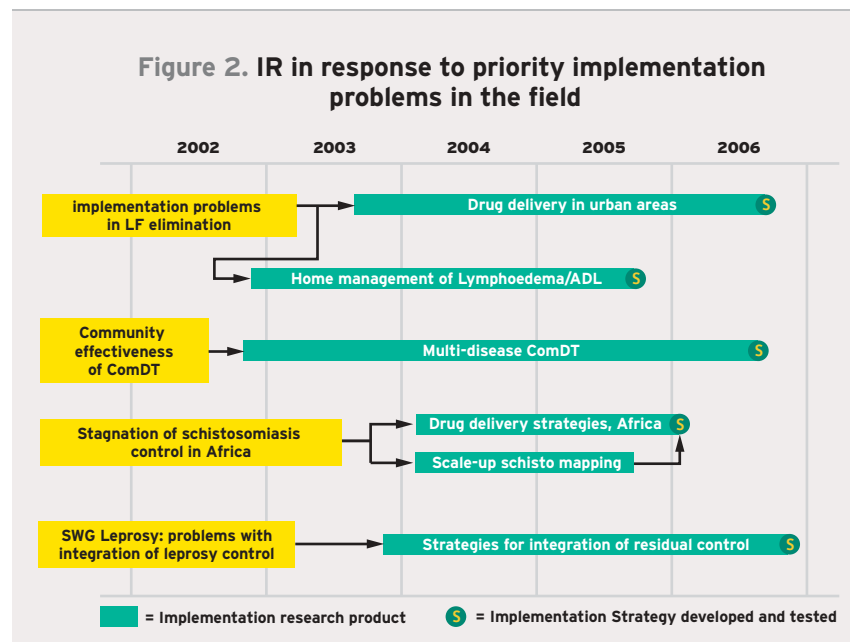 Figure 2. IR in response to priority implementation
problems in the field
2002 2003 2004 2005 2006
implementation problems
in LF elimination
Drug delivery in urban areas
S
Home management of Lymphoedema/ADL
S
Community
effectiveness
of ComDT
Multi-disease ComDT
S
Stagnation of schistosomiasis
control in Africa
Drug delivery strategies, Africa
S
Scale-up schisto mapping
SWG Leprosy: problems with
integration of leprosy control
Strategies for integration of residual control
S
= Implementation research product
S = Implementation Strategy developed and tested